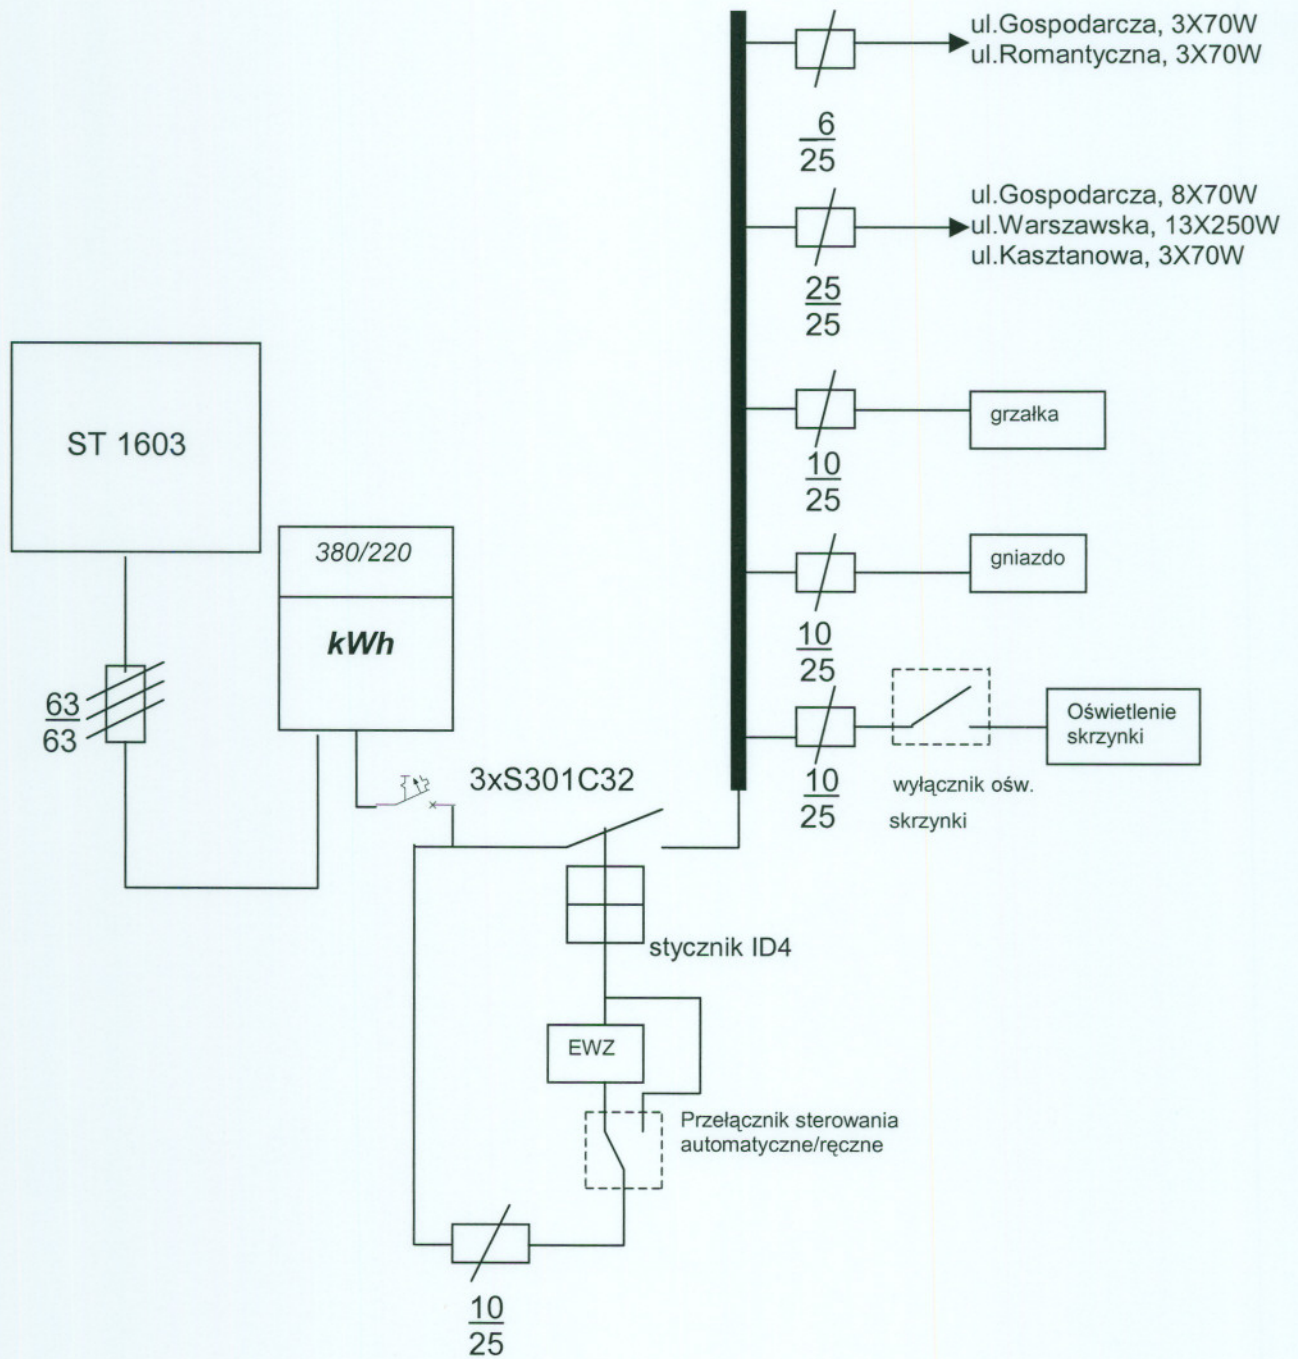 ul.Gospodarcza, 3X70W
ul.Romantyczna, 3X70W
6
25
ul.Gospodarcza, 8X70W
ul.Warszawska, 13X250W
ul.Kasztanowa, 3X70W
25
25
grzałka
10
25
gniazdo
10
25
Oświetlenie
skrzynki
10
25
wyłącznik ośw.
skrzynki
ST 1603
380/220
kWh
63
63
3xS301C32
stycznik ID4
EWZ
Przełącznik sterowania
automatyczne/ręczne
10
25